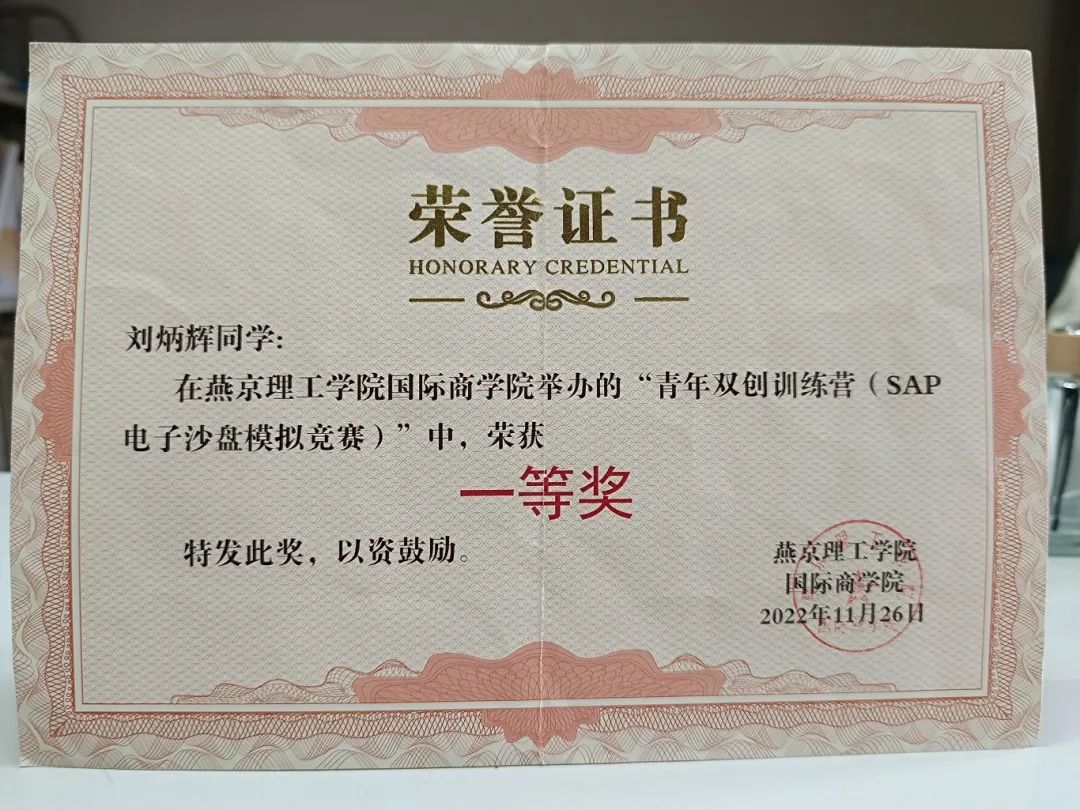 荣誉证书
HONORARY CREDENTIAL
刘炳辉同学:
在燕京理工学院国际商学院举办的“青年双创训练营（SAP
电子沙盘模拟竞赛）”中，荣获
一等奖
特发此奖，以资鼓励。
燕京理工学院
国际商学院
2022年11月26日